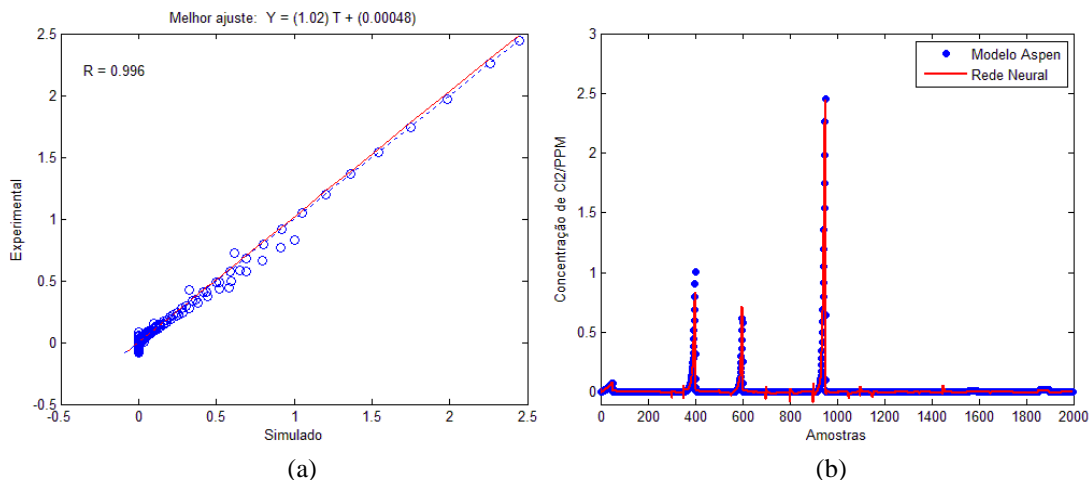 Melhor ajuste: Y = (1.02) T + (0.00048)
R = 0.996
2.5
2
1.5
1
0.5
0
-0.5
-0.5 0 0.5 1 1.5 2 2.5
Experimental
Simulado
(a)
Modelo Aspen
Rede Neural
3
2.5
2
1.5
1
0.5
0
0 200 400 600 800 1000 1200 1400 1600 1800 2000
Concentração de Cl2/PPM
Amostras
(b)